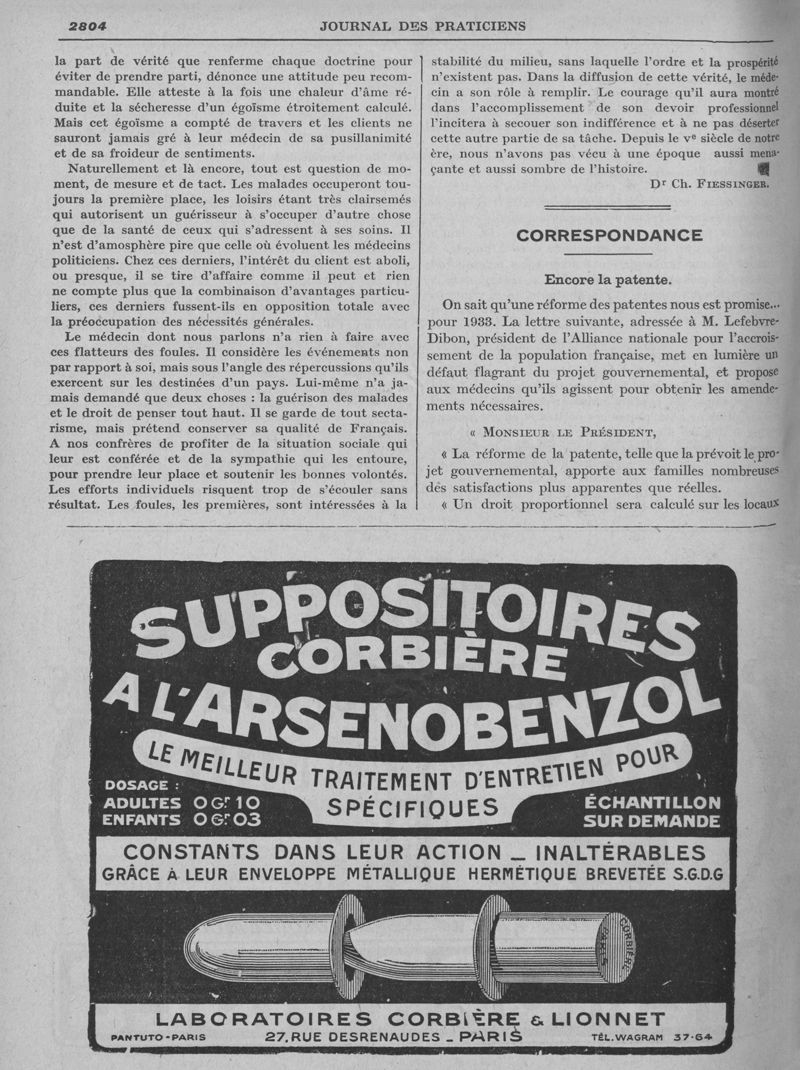 2804
JOURNAL DES PRATICIENS
la part de vérité que renferme chaque doctrine pour
éviter de prendre parti, dénonce une attitude peu recom-
mandable. Elle atteste à la fois une chaleur d'âme ré-
duite et la sécheresse d'un égoïsme étroitement calculé.
Mais cet égoïsme a compté de travers et les clients ne
sauront jamais gré à leur médecin de sa pusillanimité
et de sa froideur de sentiments.
Naturellement et là encore, tout est question de mo-
ment, de mesure et de tact. Les malades occuperont tou-
jours la première place, les loisirs étant très clairsemés
qui autorisent un guérisseur à s'occuper d'autre chose
que de la santé de ceux qui s'adressent à ses soins. Il
n'est d'amosphère pire que celle où évoluent les médecins
politiciens. Chez ces derniers, l'intérêt du client est aboli,
ou presque, il se tire d'affaire comme il peut et rien
ne compte plus que la combinaison d'avantages particu-
liers, ces derniers fussent-ils en opposition totale avec
la préoccupation des nécessités générales.
Le médecin dont nous parlons n'a rien à faire avec
ces flatteurs des foules. Il considère les événements non
par rapport à soi, mais sous l'angle des répercussions qu'ils
exercent sur les destinées d'un pays. Lui-même n'a ja-
mais demandé que deux choses : la guérison des malades
et le droit de penser tout haut. Il se garde de tout secta-
risme, mais prétend conserver sa qualité de Français.
A nos confrères de profiter de la situation sociale qui
leur est conférée et de la sympathie qui les entoure,
pour prendre leur place et soutenir les bonnes volontés.
Les efforts individuels risquent trop de s'écouler sans
résultat. Les foules, les premières, sont intéressées à la
stabilité du milieu, sans laquelle l'ordre et la prospérité
n'existent pas. Dans la diffusion de cette vérité, le méde-
cin a son rôle à remplir. Le courage qu'il aura montré
dans l'accomplissement de son devoir professionnel
l'incitera à secouer son indifférence et à ne pas déserter
cette autre partie de sa tâche. Depuis le vᵉ siècle de notre
ère, nous n'avons pas vécu à une époque aussi mena-
çante et aussi sombre de l'histoire.
Dʳ Ch. FIESSINGER.
CORRESPONDANCE
Encore la patente.
On sait qu'une réforme des patentes nous est promise...
pour 1933. La lettre suivante, adressée à M. Lefebvre-
Dibon, président de l'Alliance nationale pour l'accrois-
sement de la population française, met en lumière un
défaut flagrant du projet gouvernemental, et propose
aux médecins qu'ils agissent pour obtenir les amende-
ments nécessaires.
« MONSIEUR LE PRÉSIDENT,
« La réforme de la patente, telle que la prévoit le pro-
jet gouvernemental, apporte aux familles nombreuses
des satisfactions plus apparentes que réelles.
« Un droit proportionnel sera calculé sur les locaux
SUPPOSITOIRES
CORBIÈRE
A L'ARSENOBENZOL
LE MEILLEUR TRAITEMENT D'ENTRETIEN POUR
SPÉCIFIQUES
DOSAGE :
ADULTES 0 Gr 10
ENFANTS 0 Gr 03
ÉCHANTILLON
SUR DEMANDE
CONSTANTS DANS LEUR ACTION _ INALTÉRABLES
GRÂCE A LEUR ENVELOPPE MÉTALLIQUE HERMÉTIQUE BREVETÉE S.G.D.G
CORBIÈRE
PARIS
LABORATOIRES CORBIÈRE & LIONNET
PANTUTO-PARIS
27, RUE DESRENAUDES _ PARIS
TÉL. WAGRAM 37-64